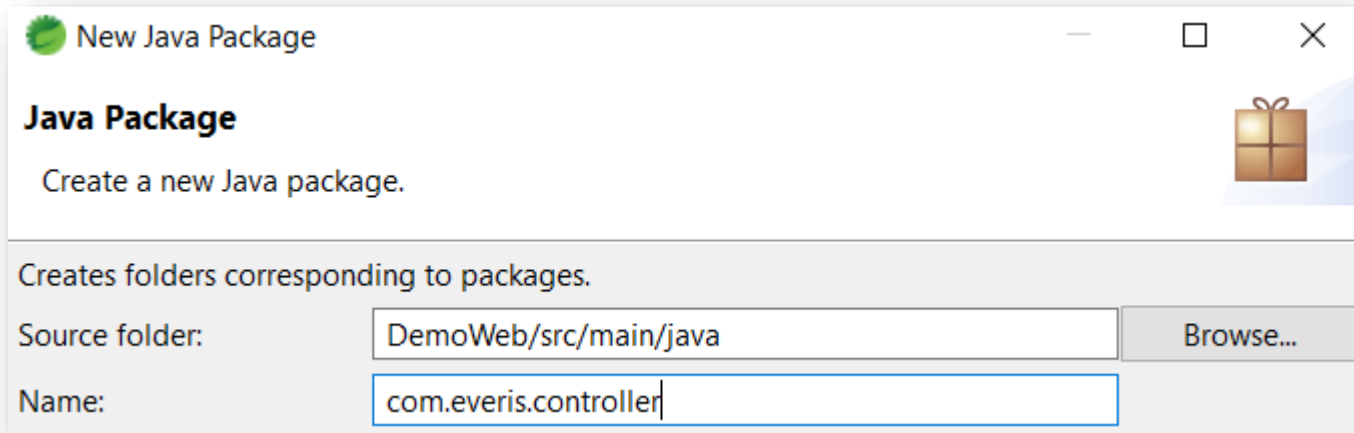 New Java Package
Java Package
Create a new Java package.
Creates folders corresponding to packages.
Source folder: DemoWeb/src/main/java Browse...
Name: com.everis.controller